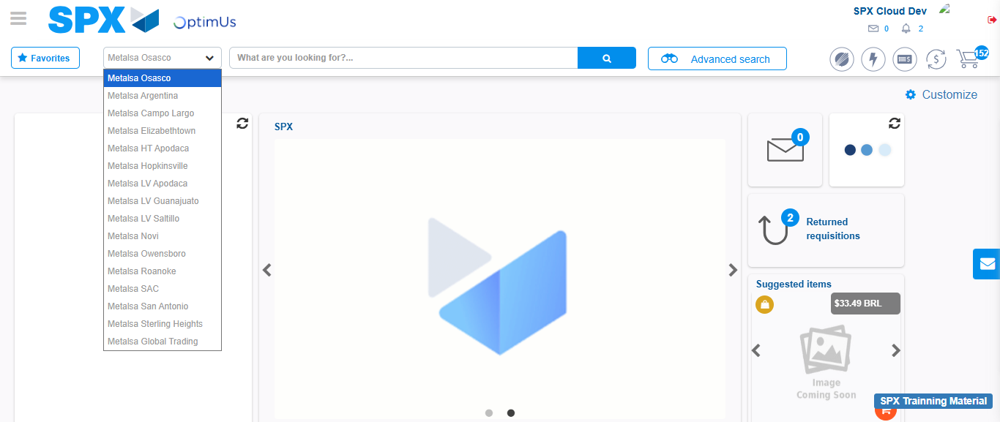 SPX
OptimUs
SPX Cloud Dev
0
2
Favorites
Metalsa Osasco
What are you looking for?...
Advanced search
152
Metalsa Osasco
Metalsa Argentina
Metalsa Campo Largo
Metalsa Elizabethtown
Metalsa HT Apodaca
Metalsa Hopkinsville
Metalsa LV Apodaca
Metalsa LV Guanajuato
Metalsa LV Saltillo
Metalsa Novi
Metalsa Owensboro
Metalsa Roanoke
Metalsa SAC
Metalsa San Antonio
Metalsa Sterling Heights
Metalsa Global Trading
Customize
SPX
0
2
Returned
requisitions
Suggested items
$33.49 BRL
Image
Coming Soon
SPX Trainning Material